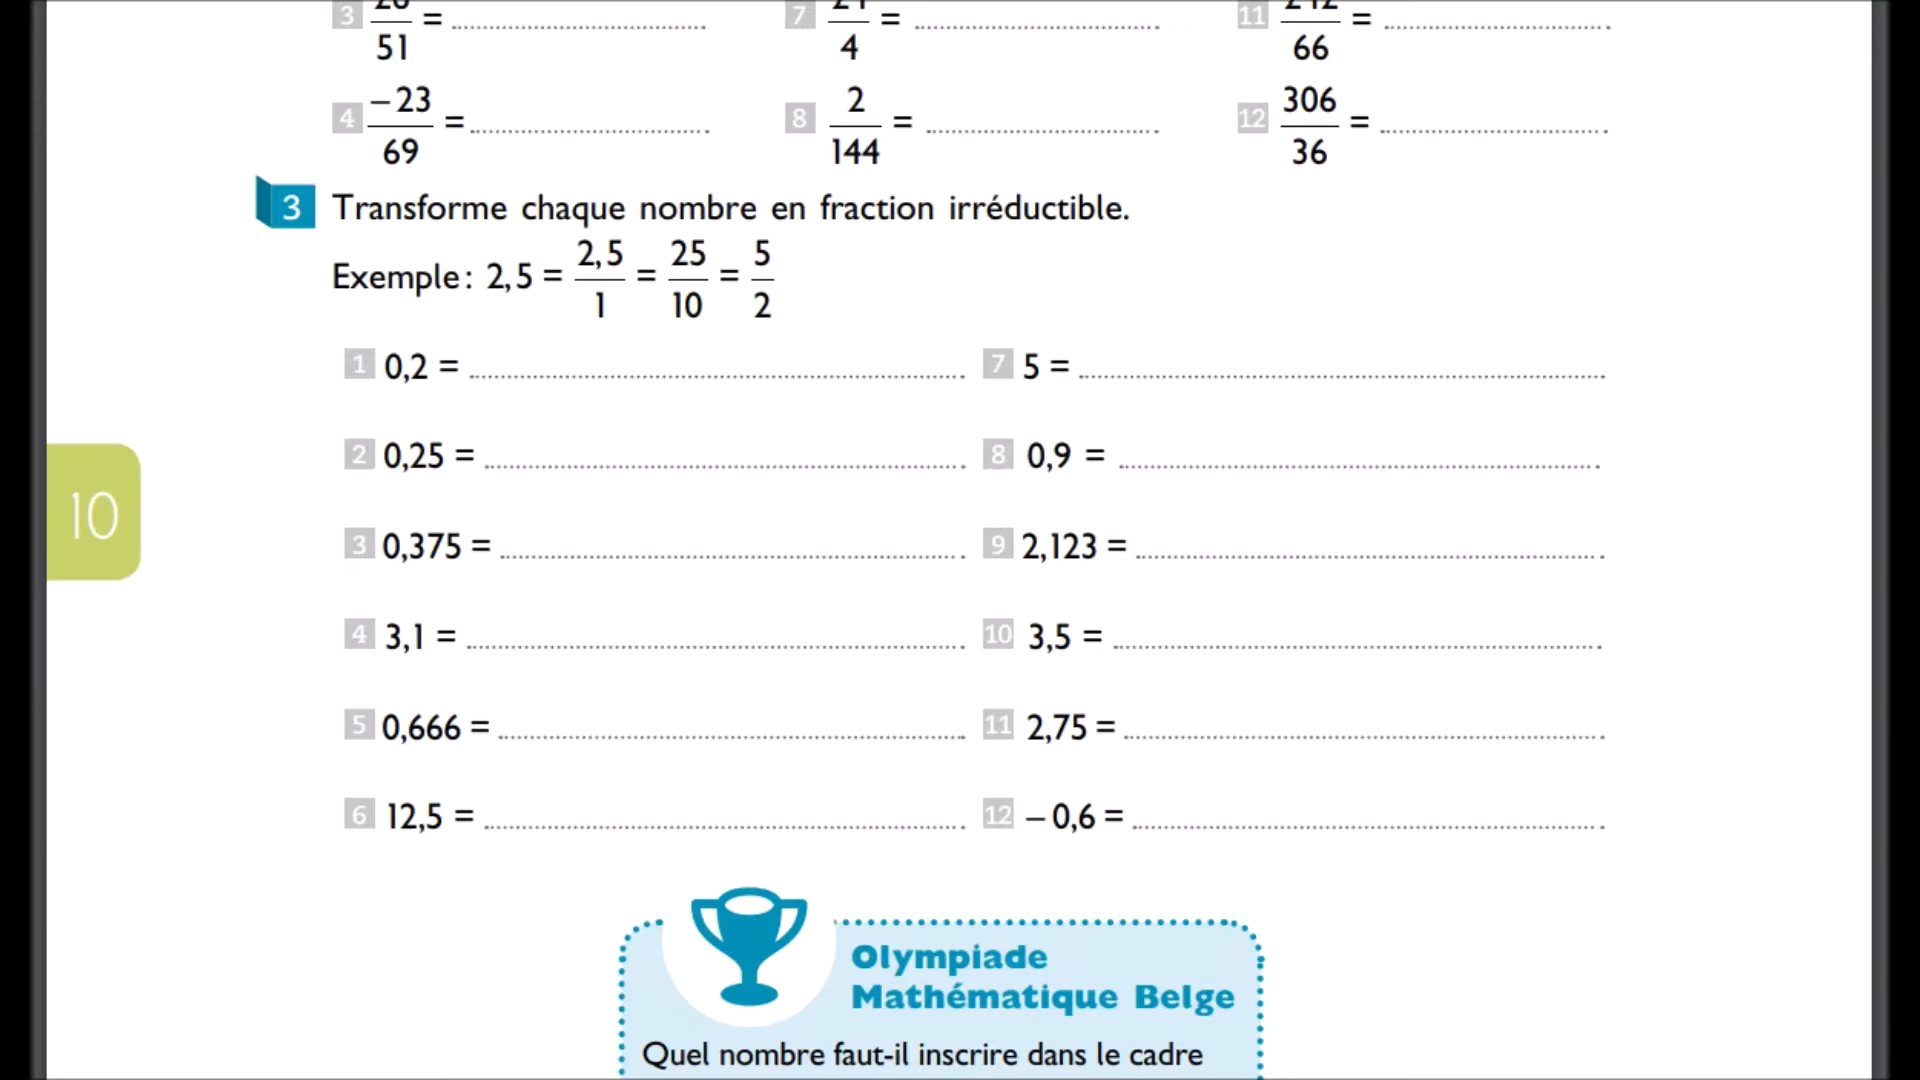 3 /51 = 7 /4 = 11 /66 =
4 −23/69 = 8 2/144 = 12 306/36 =
3 Transforme chaque nombre en fraction irréductible.
Exemple : 2,5 = 2,5/1 = 25/10 = 5/2
1 0,2 = 7 5 =
2 0,25 = 8 0,9 =
3 0,375 = 9 2,123 =
10
4 3,1 = 10 3,5 =
5 0,666 = 11 2,75 =
6 12,5 = 12 – 0,6 =
Olympiade
Mathématique Belge
Quel nombre faut-il inscrire dans le cadre